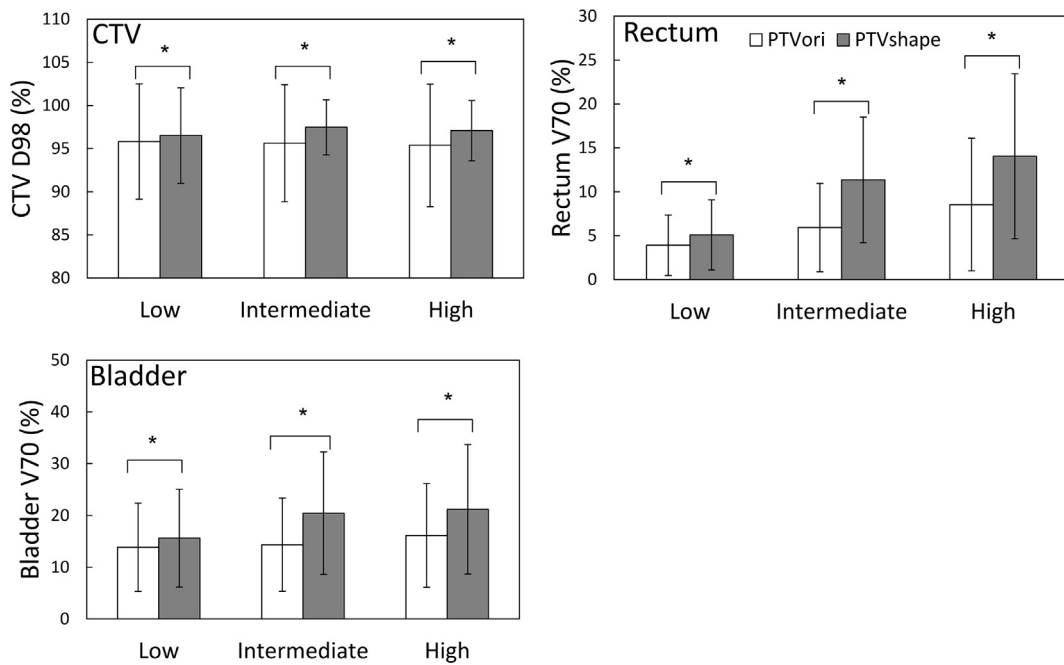 CTV
CTV D98 (%)
110
105
100
95
90
85
80
*
*
*
Low
Intermediate
High
Rectum
PTVori
PTVshape
Rectum V70 (%)
30
25
20
15
10
5
0
*
*
*
Low
Intermediate
High
Bladder
Bladder V70 (%)
50
40
30
20
10
0
*
*
*
Low
Intermediate
High